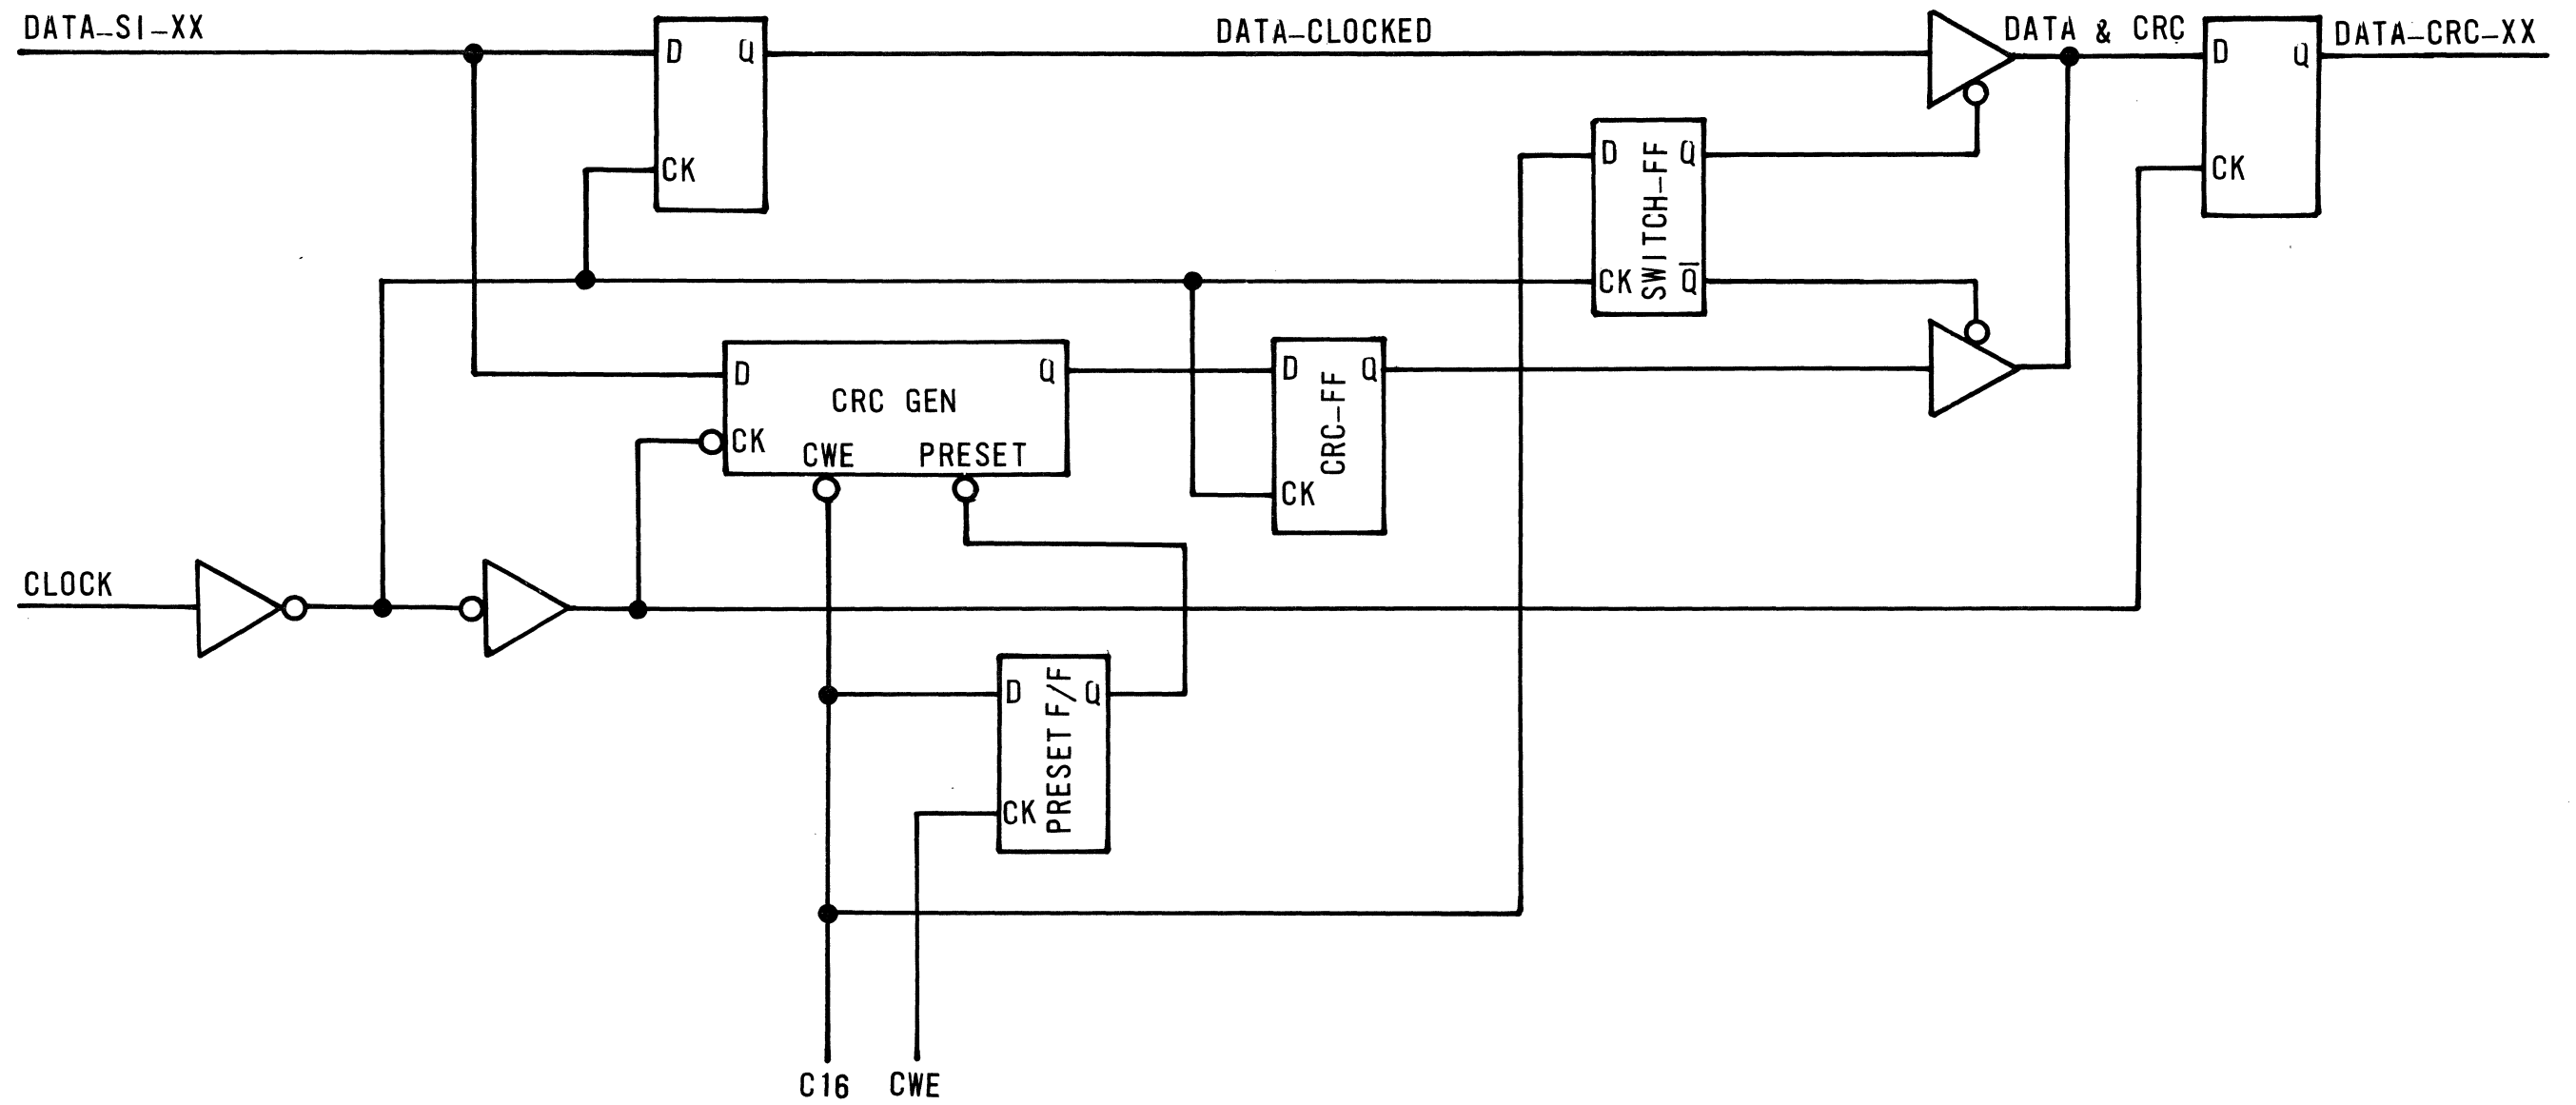 DATA-SI-XX
D Q
CK
DATA-CLOCKED
DATA & CRC
D Q
CK
DATA-CRC-XX
D Q
SWITCH-FF
CK Q̅
D Q
CRC GEN
CK
CWE PRESET
D Q
CRC-FF
CK
CLOCK
D Q
PRESET F/F
CK
C16 CWE